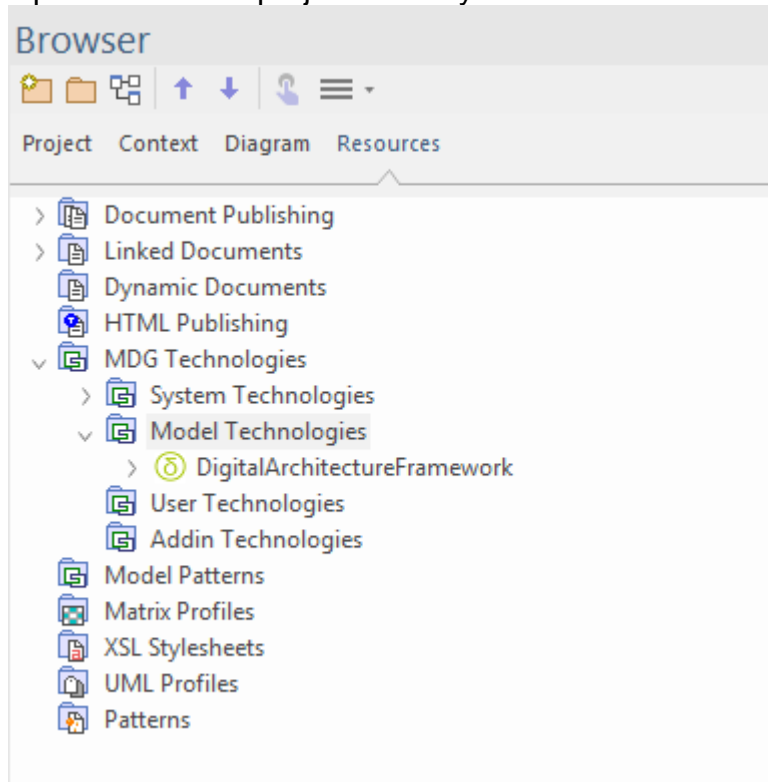 Browser
Project Context Diagram Resources
Document Publishing
Linked Documents
Dynamic Documents
HTML Publishing
MDG Technologies
System Technologies
Model Technologies
DigitalArchitectureFramework
User Technologies
Addin Technologies
Model Patterns
Matrix Profiles
XSL Stylesheets
UML Profiles
Patterns